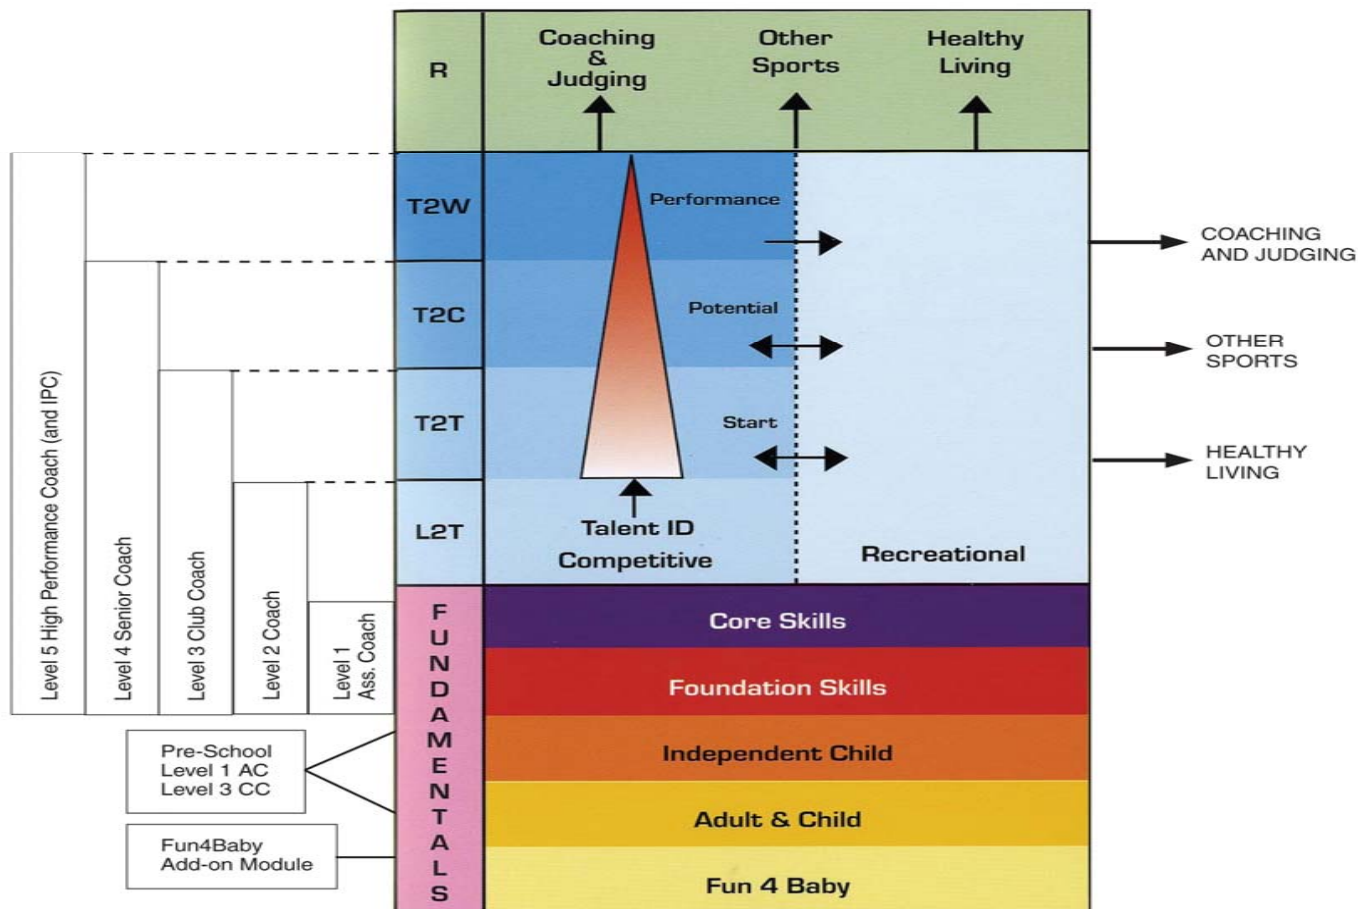 R
Coaching
&
Judging
Other
Sports
Healthy
Living
T2W
Performance
COACHING
AND JUDGING
T2C
Potential
OTHER
SPORTS
T2T
Start
HEALTHY
LIVING
L2T
Talent ID
Competitive
Recreational
Level 5 High Performance Coach (and IPC)
Level 4 Senior Coach
Level 3 Club Coach
Level 2 Coach
Level 1
Ass. Coach
FUNDAMENTALS
Core Skills
Foundation Skills
Independent Child
Adult & Child
Fun 4 Baby
Pre-School
Level 1 AC
Level 3 CC
Fun4Baby
Add-on Module